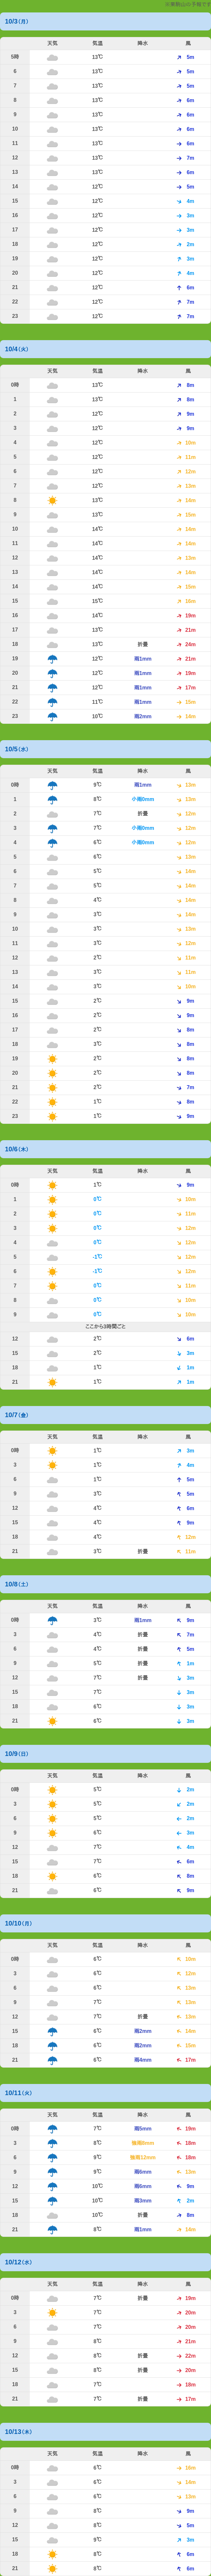 ※乗鞍山の予報です
10/3(月)
天気 気温 降水 風
5時 13℃ 5m
6 13℃ 5m
7 13℃ 5m
8 13℃ 6m
9 13℃ 6m
10 13℃ 6m
11 13℃ 6m
12 13℃ 7m
13 13℃ 6m
14 12℃ 5m
15 12℃ 4m
16 12℃ 3m
17 12℃ 3m
18 12℃ 2m
19 12℃ 3m
20 12℃ 4m
21 12℃ 6m
22 12℃ 7m
23 12℃ 7m
10/4(火)
天気 気温 降水 風
0時 13℃ 8m
1 13℃ 8m
2 12℃ 9m
3 12℃ 9m
4 12℃ 10m
5 12℃ 11m
6 12℃ 12m
7 12℃ 13m
8 13℃ 14m
9 13℃ 15m
10 14℃ 14m
11 14℃ 14m
12 14℃ 13m
13 14℃ 14m
14 14℃ 15m
15 15℃ 16m
16 14℃ 19m
17 13℃ 21m
18 13℃ 折畳 24m
19 12℃ 雨1mm 21m
20 12℃ 雨1mm 19m
21 12℃ 雨1mm 17m
22 11℃ 雨1mm 15m
23 10℃ 雨2mm 14m
10/5(水)
天気 気温 降水 風
0時 9℃ 雨1mm 12m
1 8℃ 小雨0mm 13m
2 7℃ 折畳 12m
3 7℃ 小雨0mm 12m
4 6℃ 小雨0mm 12m
5 6℃ 13m
6 5℃ 14m
7 5℃ 14m
8 4℃ 14m
9 3℃ 14m
10 3℃ 13m
11 3℃ 12m
12 2℃ 11m
13 3℃ 11m
14 3℃ 10m
15 2℃ 9m
16 2℃ 9m
17 2℃ 8m
18 3℃ 8m
19 2℃ 8m
20 2℃ 8m
21 2℃ 7m
22 1℃ 8m
23 1℃ 9m
10/6(木)
天気 気温 降水 風
0時 1℃ 9m
1 0℃ 10m
2 0℃ 11m
3 0℃ 12m
4 0℃ 12m
5 -1℃ 12m
6 -1℃ 12m
7 0℃ 11m
8 0℃ 10m
9 0℃ 10m
ここから3時間ごと
12 2℃ 6m
15 2℃ 3m
18 1℃ 1m
21 1℃ 1m
10/7(金)
天気 気温 降水 風
0時 1℃ 3m
3 1℃ 4m
6 1℃ 5m
9 3℃ 5m
12 4℃ 6m
15 4℃ 9m
18 4℃ 12m
21 3℃ 折畳 11m
10/8(土)
天気 気温 降水 風
0時 3℃ 雨1mm 9m
3 4℃ 折畳 7m
6 4℃ 折畳 5m
9 5℃ 折畳 1m
12 7℃ 折畳 3m
15 7℃ 3m
18 6℃ 3m
21 6℃ 3m
10/9(日)
天気 気温 降水 風
0時 5℃ 2m
3 5℃ 2m
6 5℃ 2m
9 6℃ 3m
12 7℃ 4m
15 7℃ 6m
18 6℃ 8m
21 6℃ 9m
10/10(月)
天気 気温 降水 風
0時 6℃ 10m
3 6℃ 12m
6 6℃ 13m
9 7℃ 13m
12 7℃ 折畳 13m
15 6℃ 雨2mm 14m
18 6℃ 雨2mm 15m
21 6℃ 雨4mm 17m
10/11(火)
天気 気温 降水 風
0時 7℃ 雨5mm 19m
3 8℃ 強雨8mm 18m
6 8℃ 強雨12mm 18m
9 9℃ 雨6mm 13m
12 10℃ 雨6mm 9m
15 10℃ 雨3mm 2m
18 10℃ 折畳 8m
21 8℃ 雨1mm 14m
10/12(水)
天気 気温 降水 風
0時 7℃ 折畳 19m
3 7℃ 20m
6 7℃ 20m
9 8℃ 21m
12 8℃ 折畳 22m
15 8℃ 折畳 20m
18 7℃ 18m
21 7℃ 折畳 17m
10/13(木)
天気 気温 降水 風
0時 6℃ 16m
3 6℃ 14m
6 6℃ 12m
9 8℃ 9m
12 8℃ 5m
15 9℃ 3m
18 8℃ 6m
21 8℃ 6m